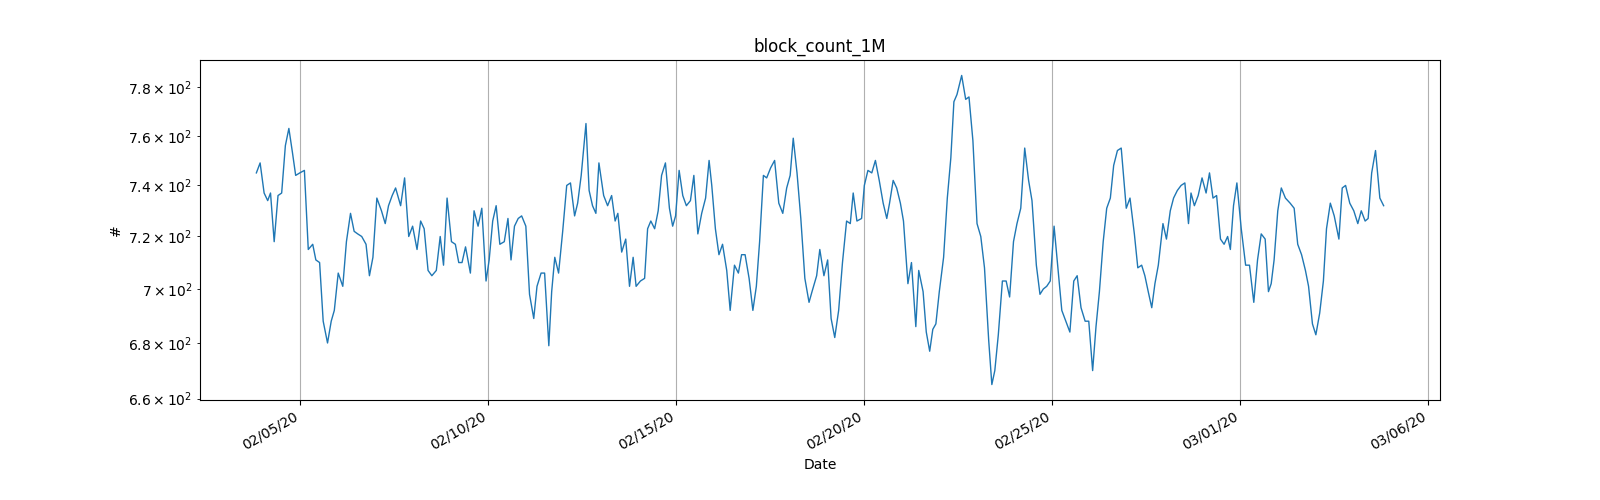 block_count_1M
#
7.8 × 10²
7.6 × 10²
7.4 × 10²
7.2 × 10²
7 × 10²
6.8 × 10²
6.6 × 10²
02/05/20
02/10/20
02/15/20
02/20/20
02/25/20
03/01/20
03/06/20
Date